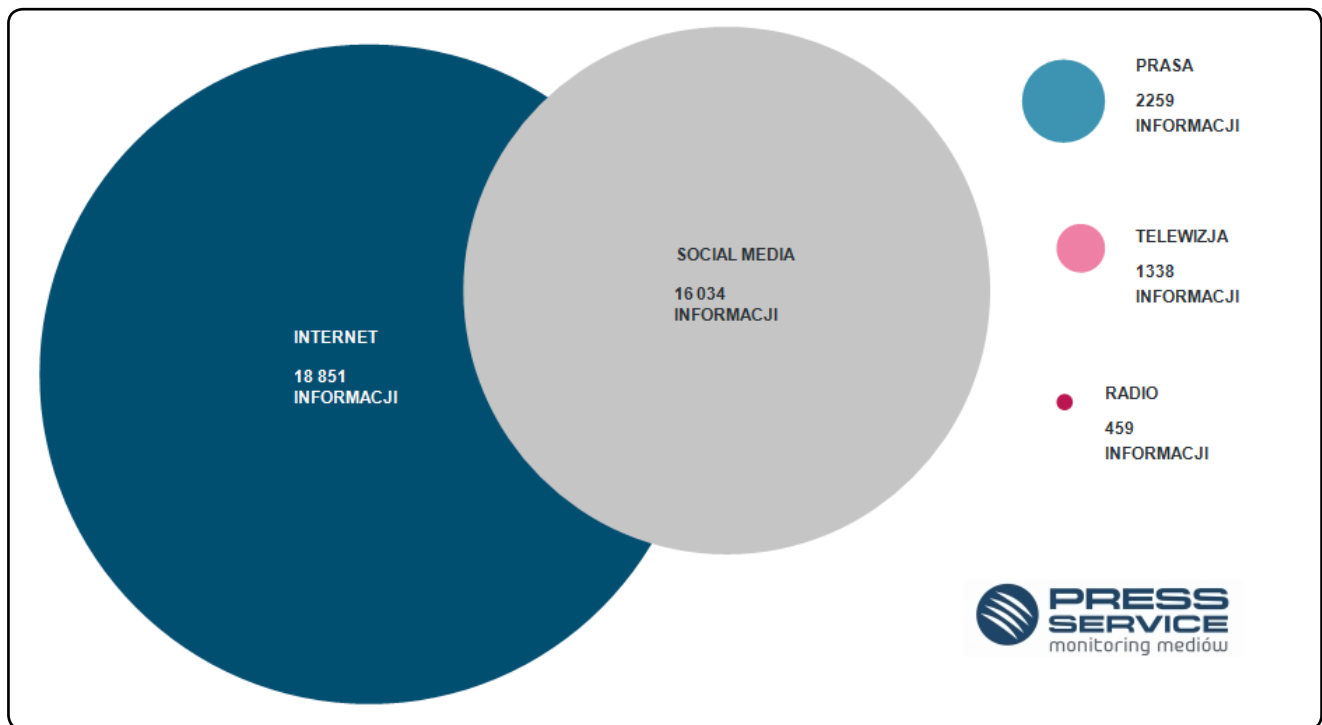 INTERNET
18 851
INFORMACJI
SOCIAL MEDIA
16 034
INFORMACJI
PRASA
2259
INFORMACJI
TELEWIZJA
1338
INFORMACJI
RADIO
459
INFORMACJI
PRESS
SERVICE
monitoring mediów